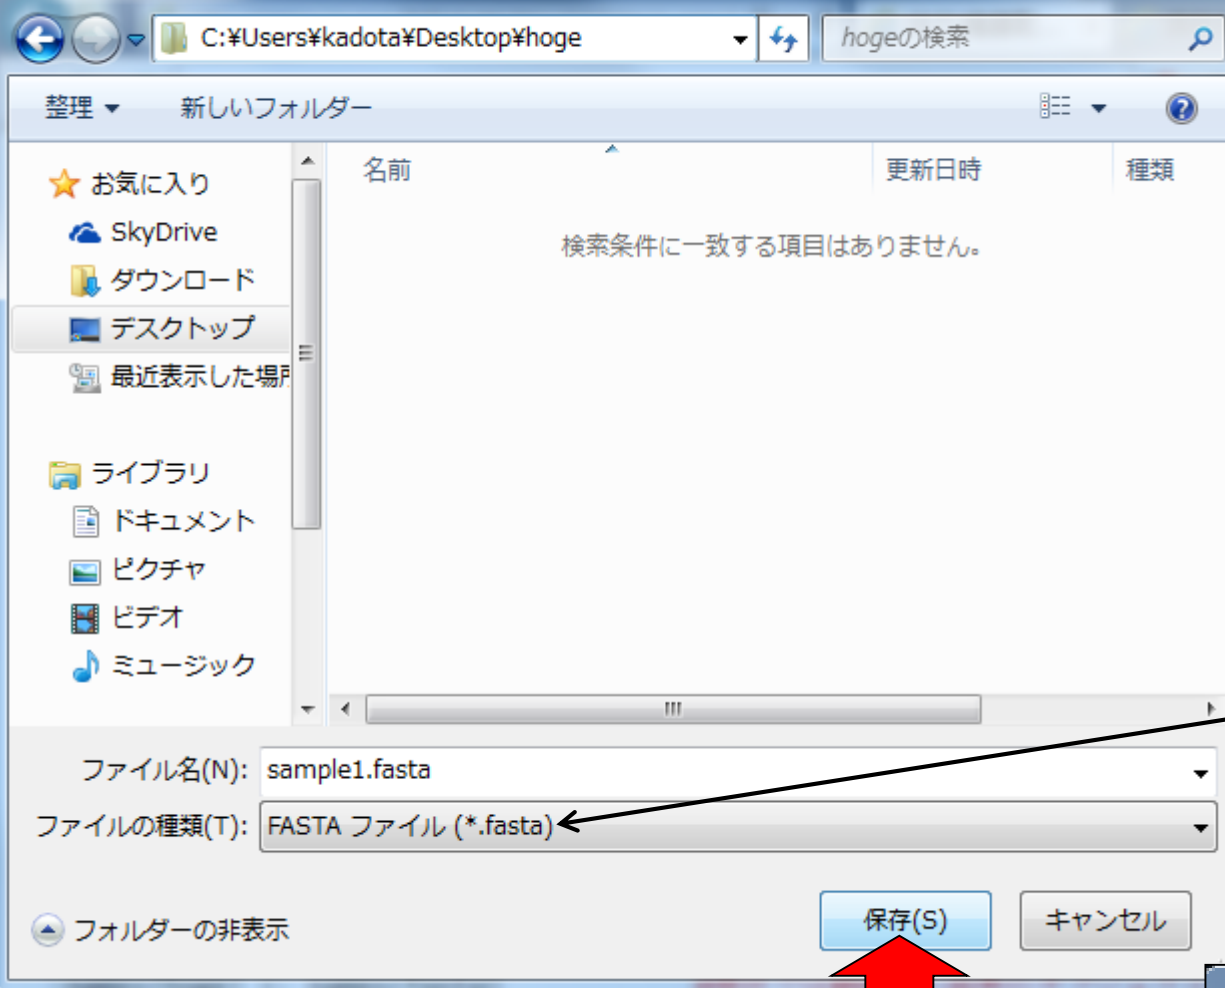 C:¥Users¥kadota¥Desktop¥hoge
hogeの検索
整理
新しいフォルダー
名前
更新日時
種類
検索条件に一致する項目はありません。
お気に入り
SkyDrive
ダウンロード
デスクトップ
最近表示した場所
ライブラリ
ドキュメント
ピクチャ
ビデオ
ミュージック
ファイル名(N): sample1.fasta
ファイルの種類(T): FASTA ファイル (*.fasta)
フォルダーの非表示
保存(S)
キャンセル